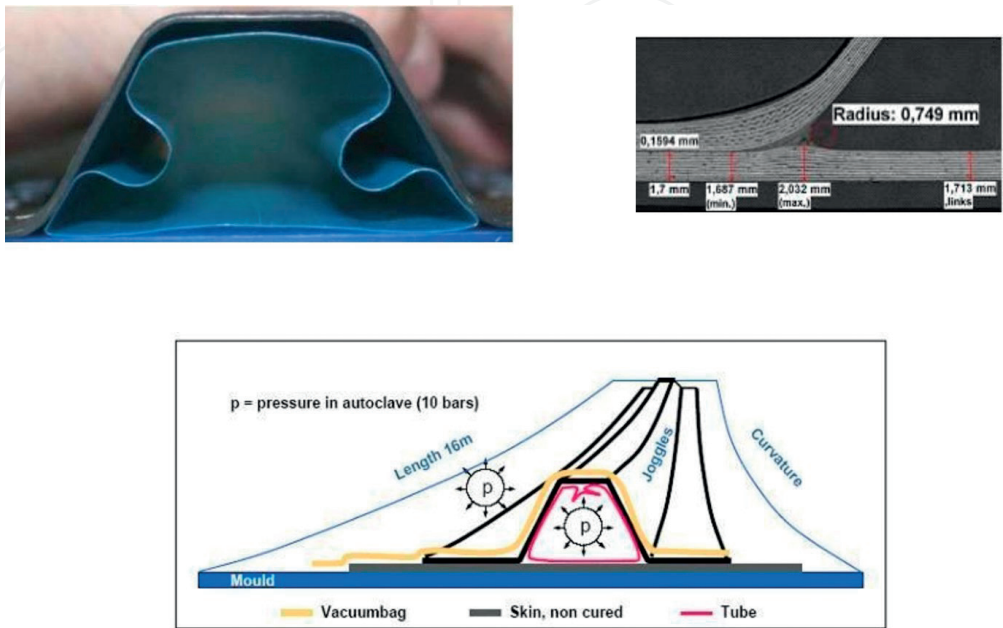 Radius: 0,749 mm
0,1594 mm
1,7 mm
1,687 mm
(min.)
2,032 mm
(max.)
1,713 mm
,links
p = pressure in autoclave (10 bars)
Length 16m
Joggles
Curvature
p
p
Mould
Vacuumbag
Skin, non cured
Tube